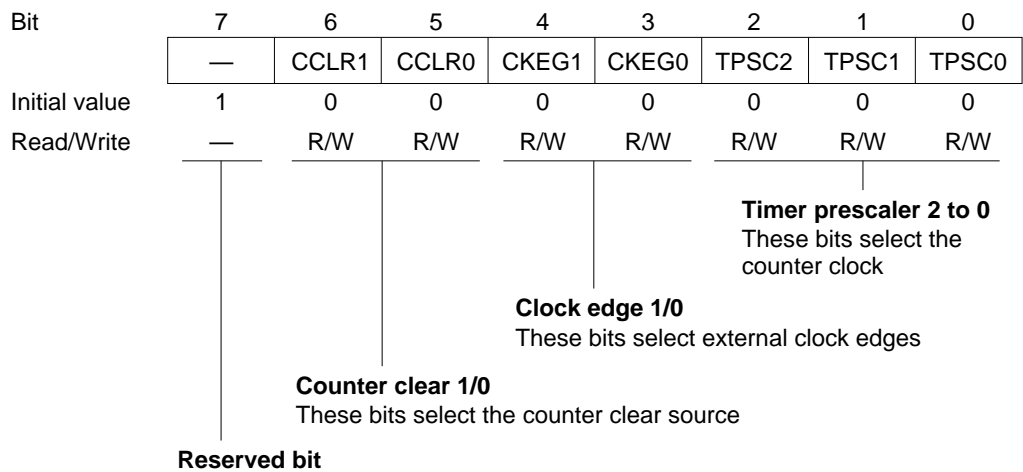 Bit 7 6 5 4 3 2 1 0
— CCLR1 CCLR0 CKEG1 CKEG0 TPSC2 TPSC1 TPSC0
Initial value 1 0 0 0 0 0 0 0
Read/Write — R/W R/W R/W R/W R/W R/W R/W
Timer prescaler 2 to 0
These bits select the
counter clock
Clock edge 1/0
These bits select external clock edges
Counter clear 1/0
These bits select the counter clear source
Reserved bit